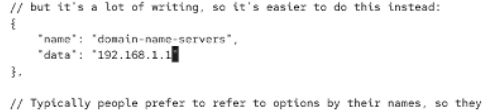 // but it's a lot of writing, so it's easier to do this instead:
{
"name": "domain-name-servers",
"data": "192.168.1.1"
},
// Typically people prefer to refer to options by their names, so they